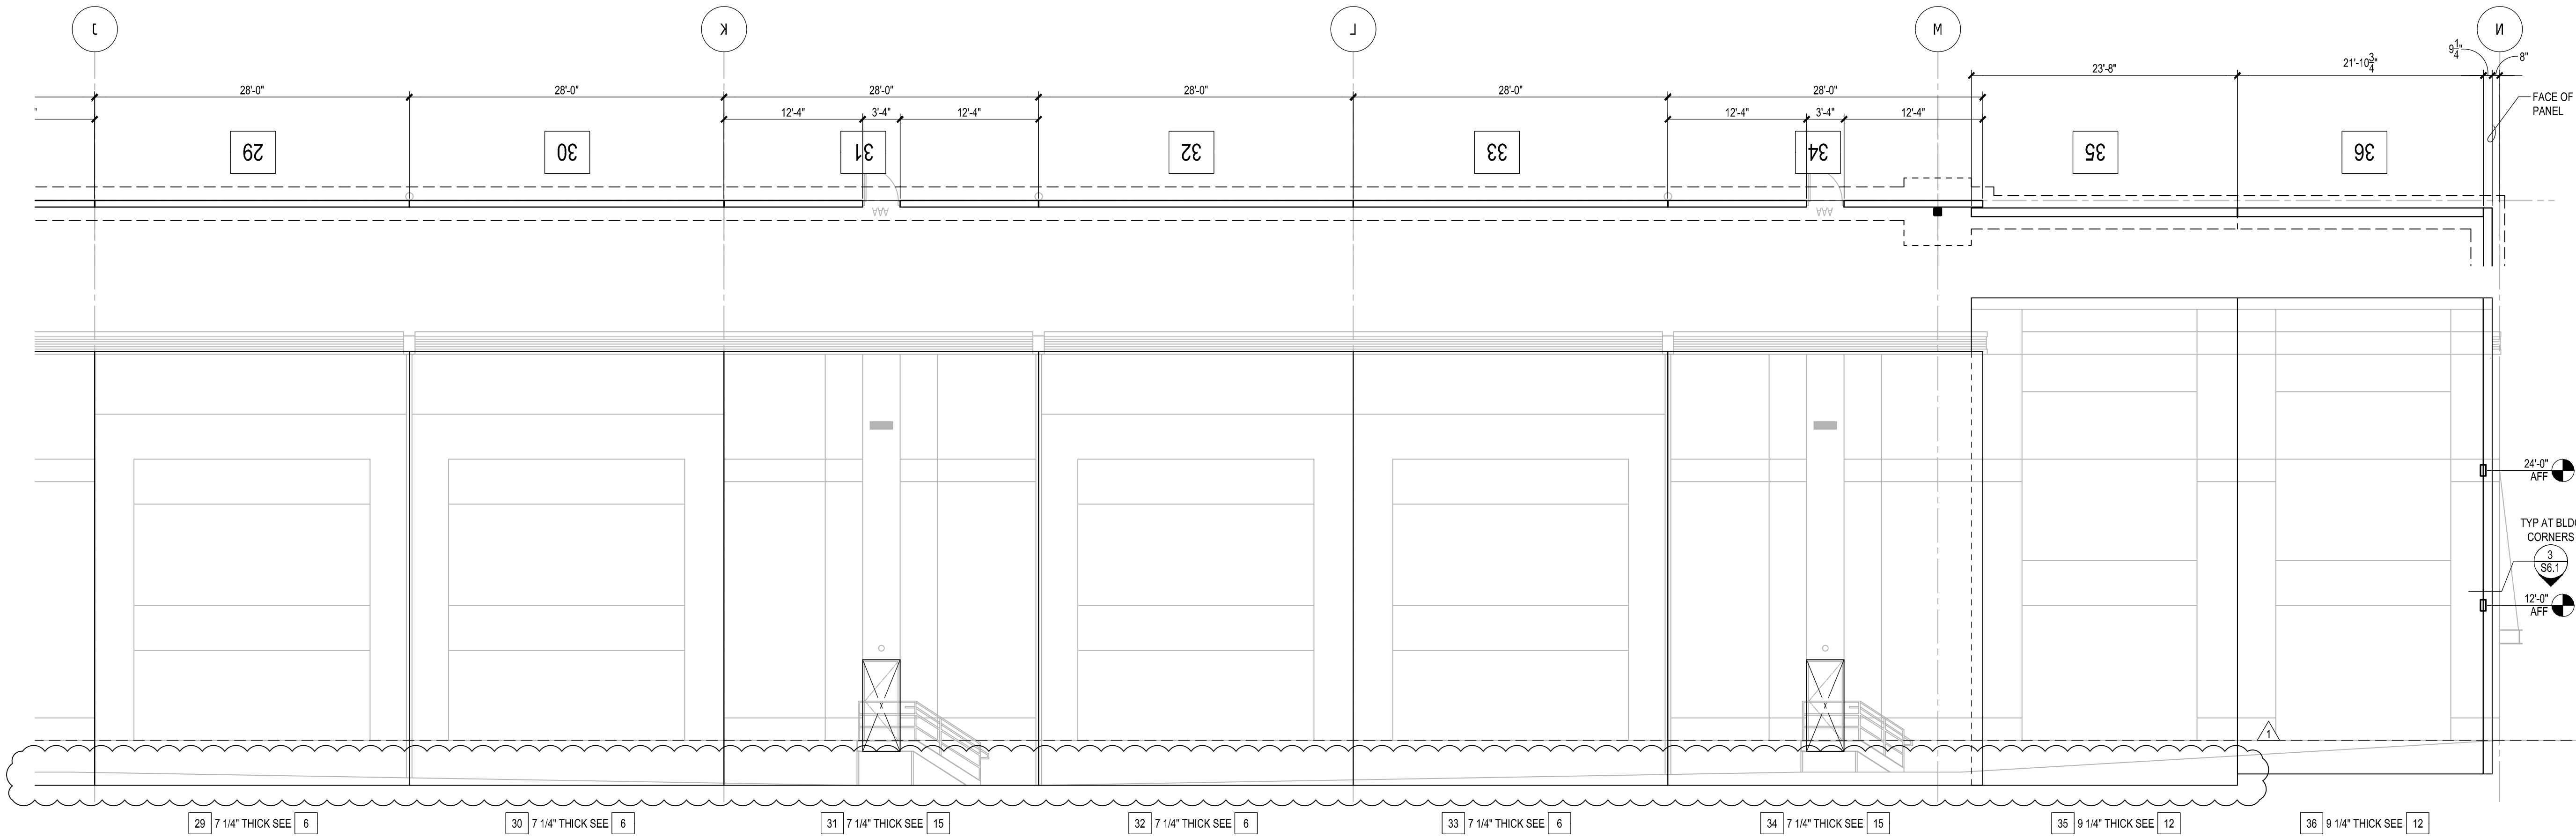 J K L M N
9 1/4" 8"
23'-8" 21'-10 3/4"
28'-0" 28'-0" 28'-0" 28'-0" 28'-0" 28'-0"
FACE OF
PANEL
" 12'-4" 3'-4" 12'-4" 12'-4" 3'-4" 12'-4"
29 30 31 32 33 34 35 36
24'-0"
AFF
TYP AT BLDG
CORNERS
3
S6.1
12'-0"
AFF
X X
1
29 7 1/4" THICK SEE 6
30 7 1/4" THICK SEE 6
31 7 1/4" THICK SEE 15
32 7 1/4" THICK SEE 6
33 7 1/4" THICK SEE 6
34 7 1/4" THICK SEE 15
35 9 1/4" THICK SEE 12
36 9 1/4" THICK SEE 12